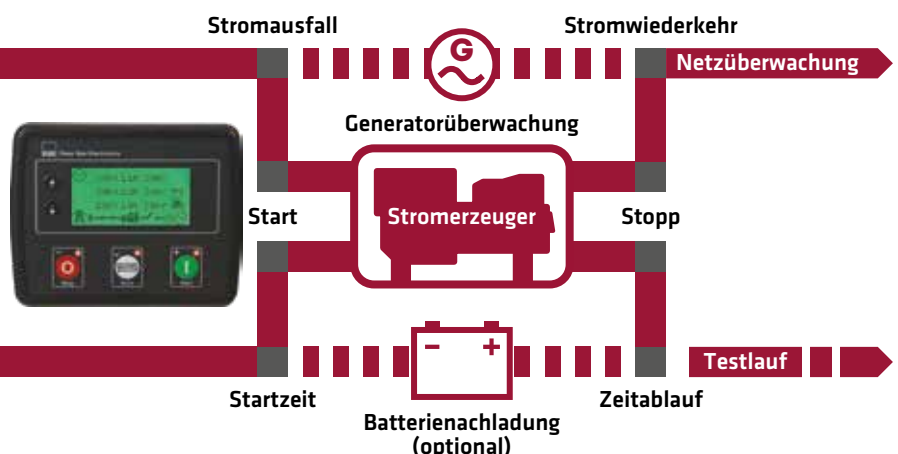 Stromausfall
Stromwiederkehr
G
Netzüberwachung
Generatorüberwachung
Start
Stromerzeuger
Stopp
Testlauf
Startzeit
Zeitablauf
Batterienachladung
(optional)